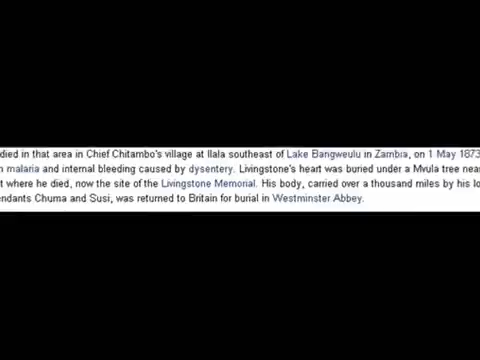 died in that area in Chief Chitambo's village at Ilala southeast of Lake Bangweulu in Zambia, on 1 May 1873
malaria and internal bleeding caused by dysentery. Livingstone's heart was buried under a Mvula tree nea
where he died, now the site of the Livingstone Memorial. His body, carried over a thousand miles by his lo
endants Chuma and Susi, was returned to Britain for burial in Westminster Abbey.